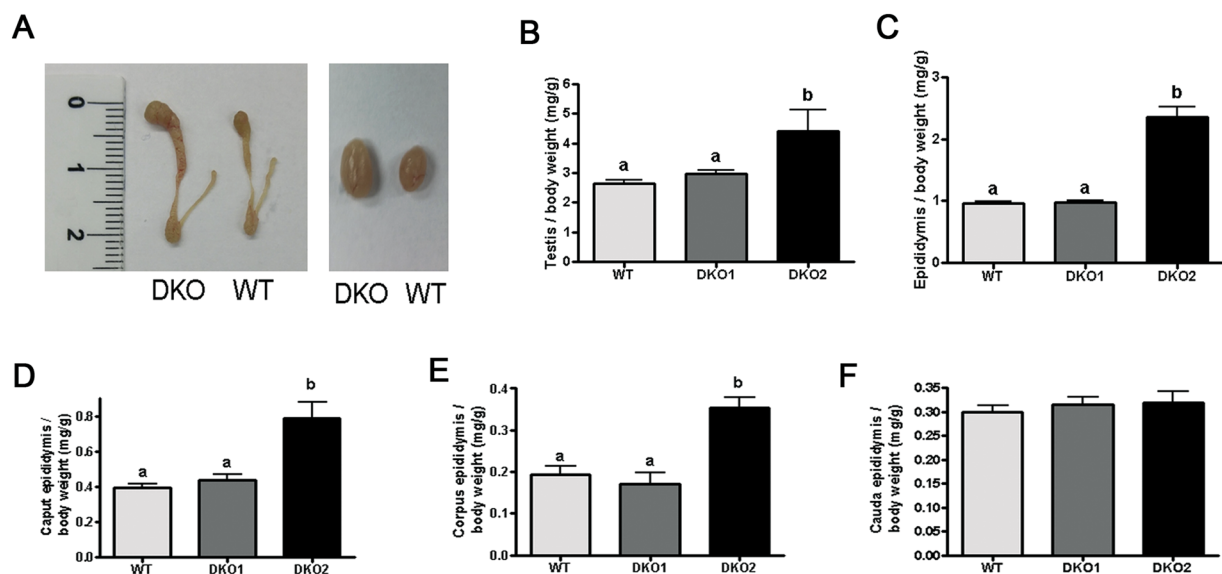 A
0
1
2
DKO WT
DKO WT
B
Testis / body weight (mg/g)
6
5
4
3
2
1
0
a
a
b
WT DKO1 DKO2
C
Epididymis / body weight (mg/g)
3
2
1
0
a
a
b
WT DKO1 DKO2
D
Caput epididymis /
body weight (mg/g)
0.8
0.6
0.4
0.2
0.0
a
a
b
WT DKO1 DKO2
E
Corpus epididymis /
body weight (mg/g)
0.4
0.3
0.2
0.1
0.0
a
a
b
WT DKO1 DKO2
F
Cauda epididymis /
body weight (mg/g)
0.35
0.30
0.25
0.20
0.15
0.10
0.05
0.00
WT DKO1 DKO2